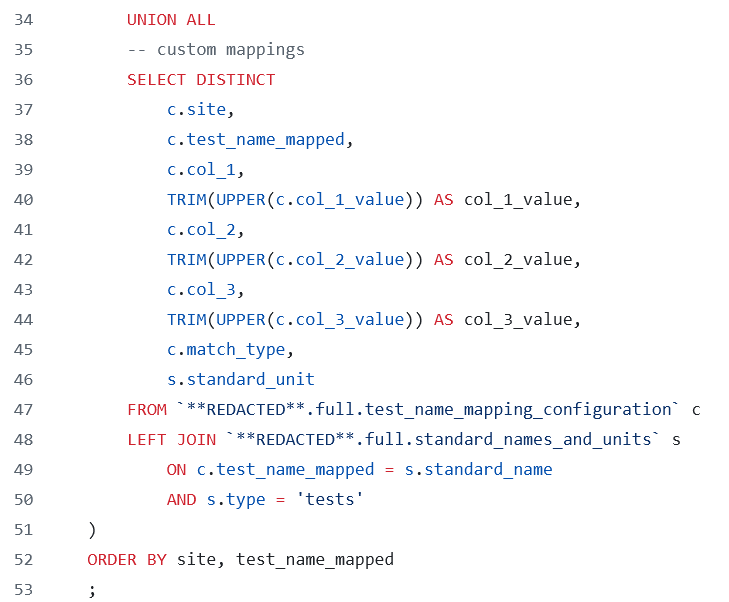 34 UNION ALL
35 -- custom mappings
36 SELECT DISTINCT
37 c.site,
38 c.test_name_mapped,
39 c.col_1,
40 TRIM(UPPER(c.col_1_value)) AS col_1_value,
41 c.col_2,
42 TRIM(UPPER(c.col_2_value)) AS col_2_value,
43 c.col_3,
44 TRIM(UPPER(c.col_3_value)) AS col_3_value,
45 c.match_type,
46 s.standard_unit
47 FROM `**REDACTED**.full.test_name_mapping_configuration` c
48 LEFT JOIN `**REDACTED**.full.standard_names_and_units` s
49 ON c.test_name_mapped = s.standard_name
50 AND s.type = 'tests'
51 )
52 ORDER BY site, test_name_mapped
53 ;